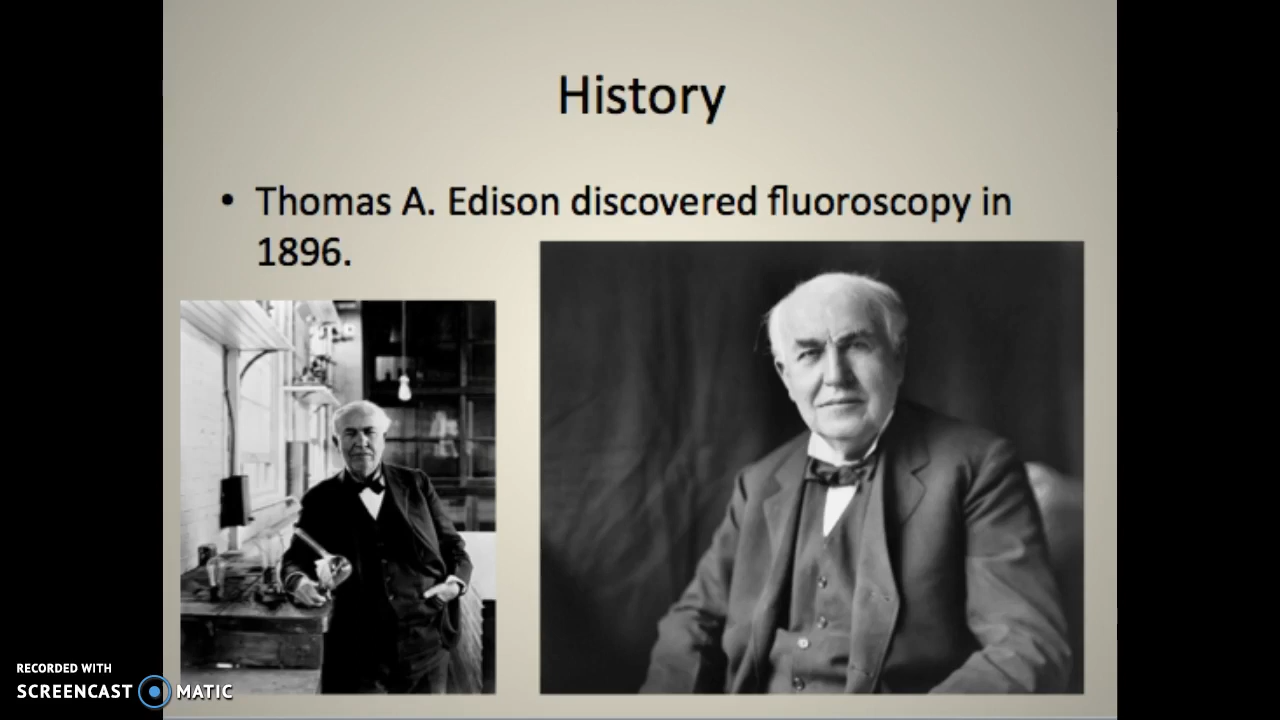 History
• Thomas A. Edison discovered fluoroscopy in
1896.
RECORDED WITH
SCREENCAST MATIC